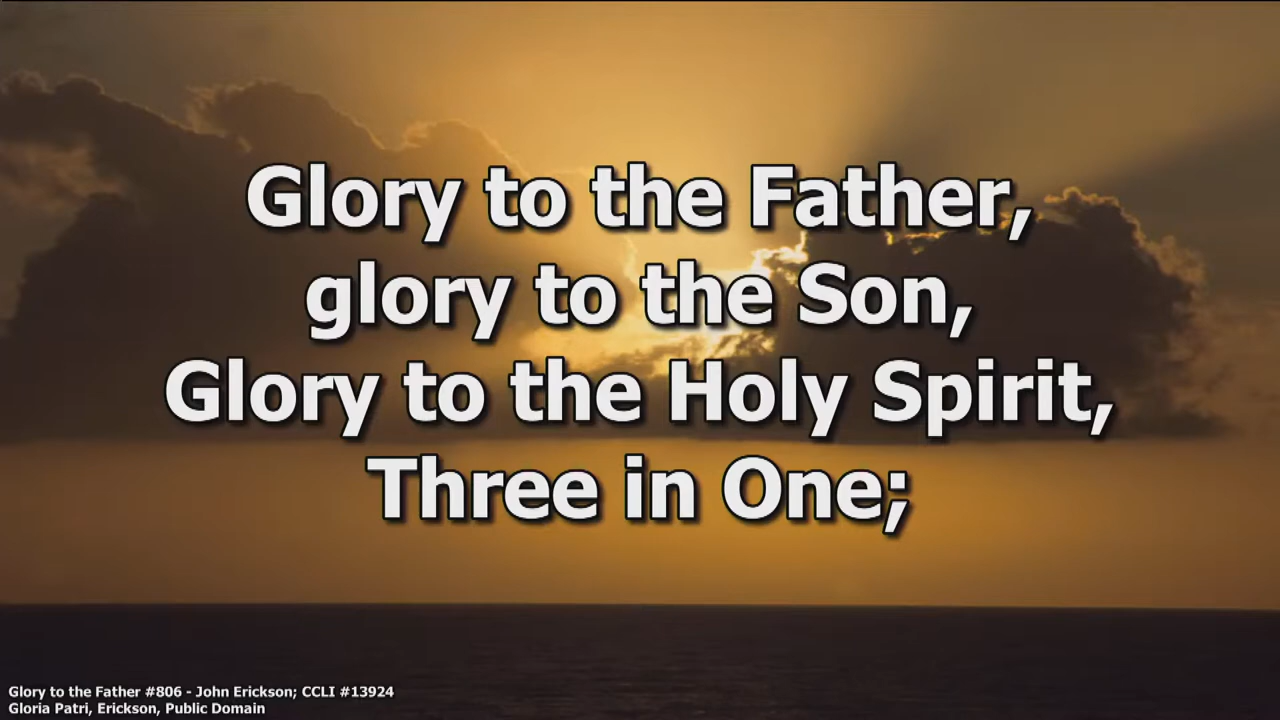 Glory to the Father,
glory to the Son,
Glory to the Holy Spirit,
Three in One;
Glory to the Father #806 - John Erickson; CCLI #13924
Gloria Patri, Erickson, Public Domain